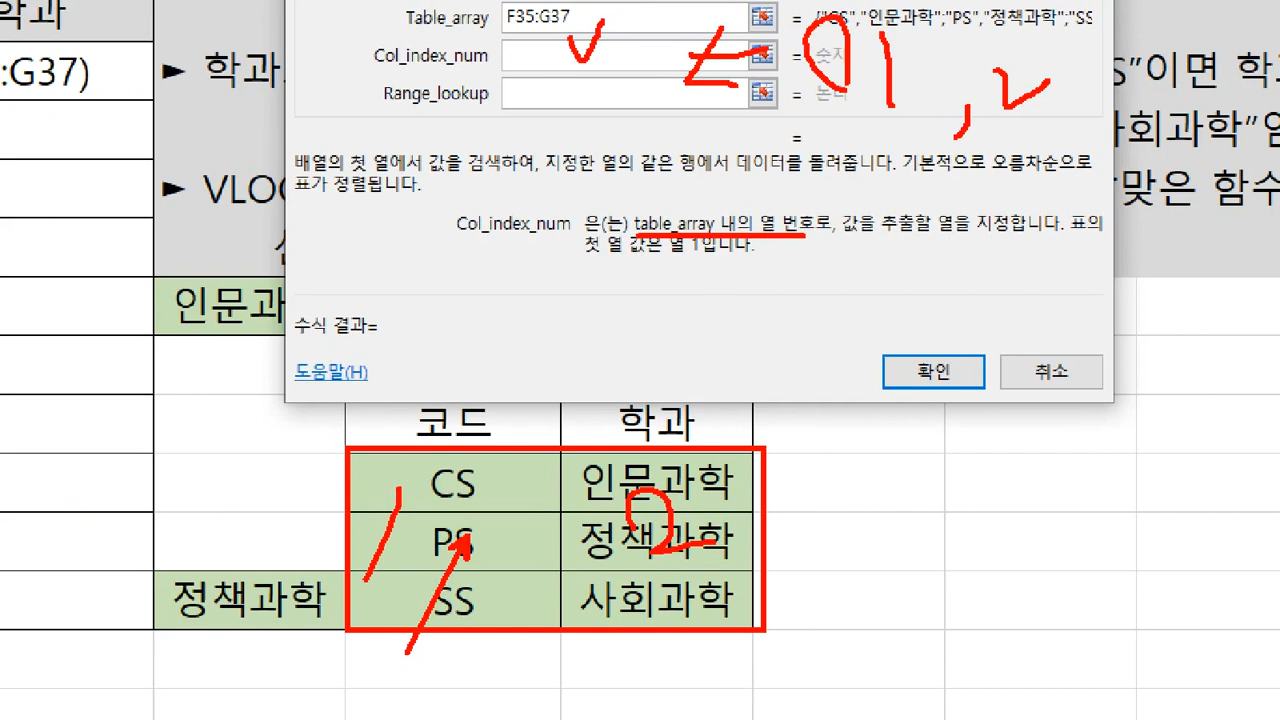 학과
Table_array F35:G37 = {"CS","인문과학";"PS","정책과학";"SS
Col_index_num = 숫자
:G37) ► 학과 S"이면 학과
Range_lookup =
사회과학"인
=
배열의 첫 열에서 값을 검색하여, 지정한 열의 같은 행에서 데이터를 돌려줍니다. 기본적으로 오름차순으로
표가 정렬됩니다.
► VLOO 알맞은 함수
Col_index_num 은(는) table_array 내의 열 번호로, 값을 추출할 열을 지정합니다. 표의
첫 열 값은 열 1입니다.
인문과
수식 결과=
도움말(H) 확인 취소
코드 학과
CS 인문과학
PS 정책과학
정책과학 SS 사회과학
1, 2
1
2